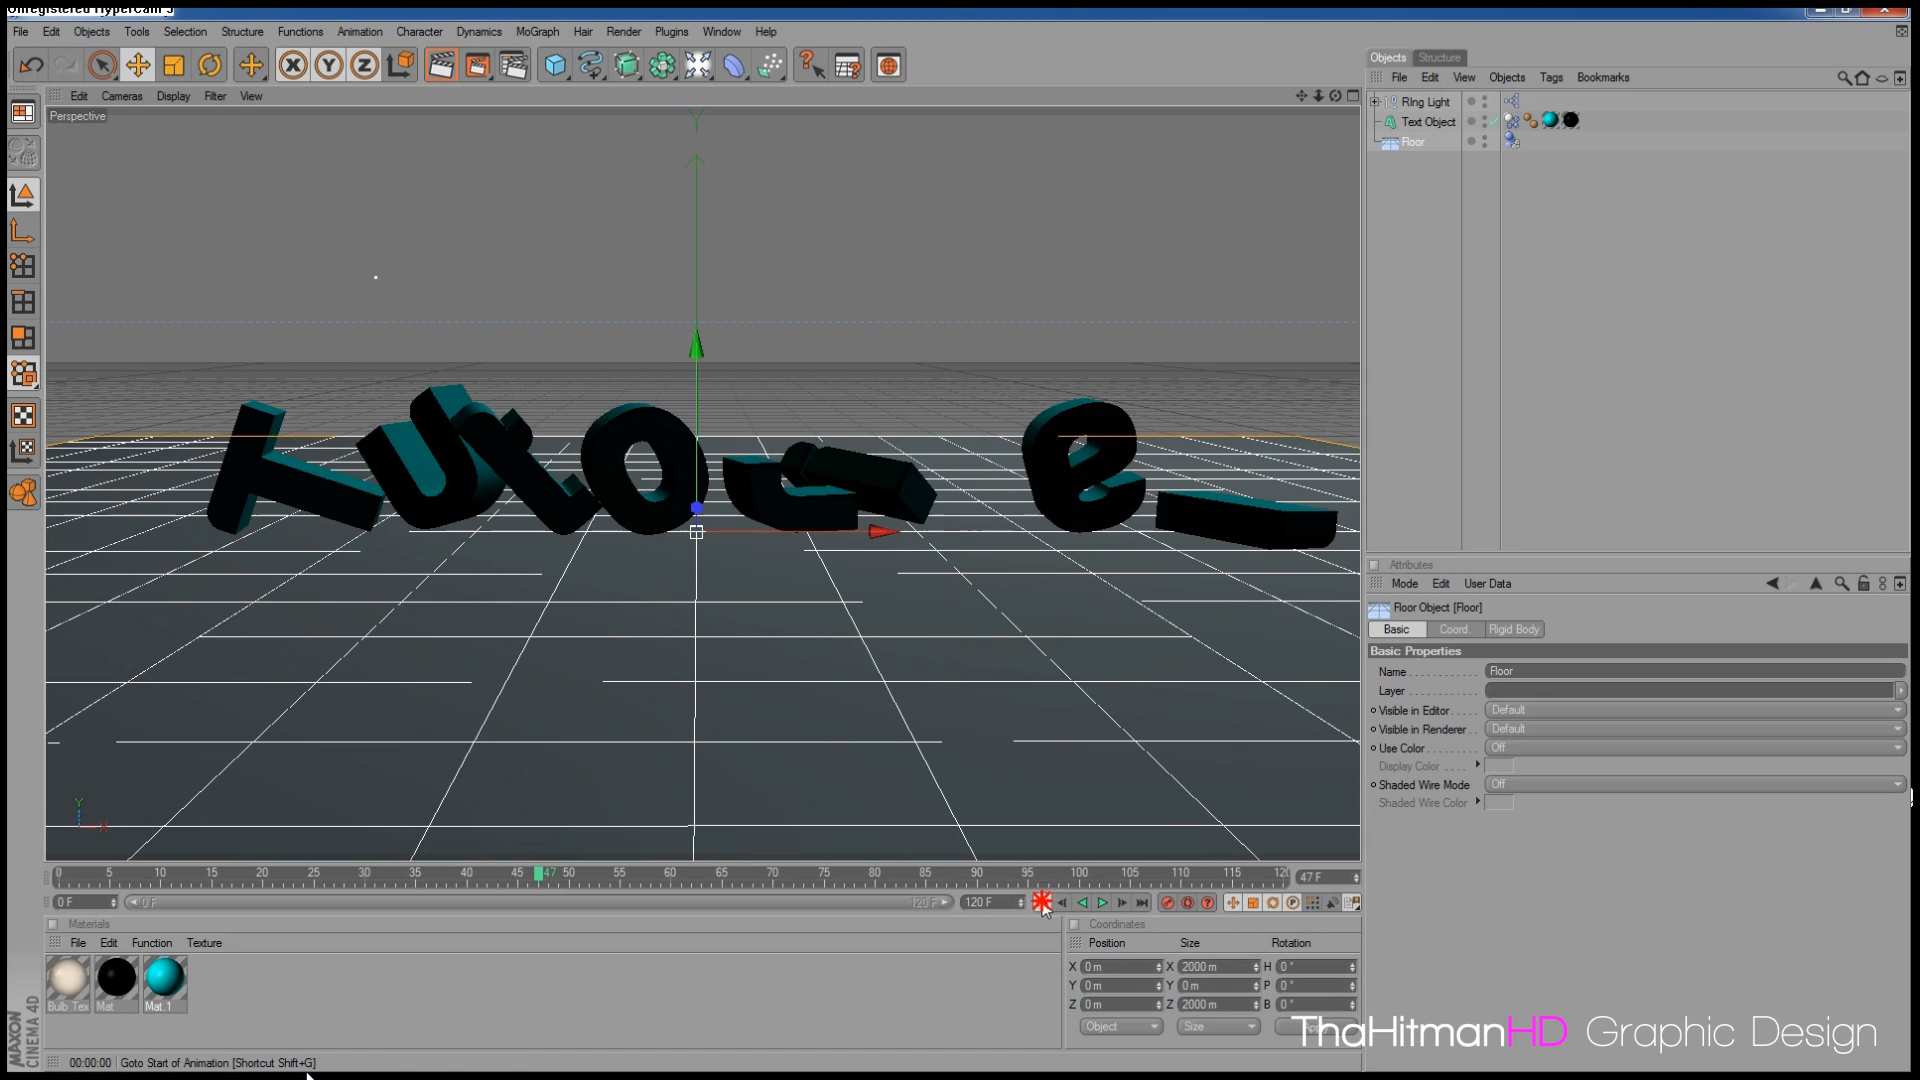 Unregistered HyperCam 3
File Edit Objects Tools Selection Structure Functions Animation Character Dynamics MoGraph Hair Render Plugins Window Help
Edit Cameras Display Filter View
Perspective
Y
Objects Structure
File Edit View Objects Tags Bookmarks
RIng Light
Text Object
Floor
Attributes
Mode Edit User Data
Floor Object [Floor]
Basic Coord. Rigid Body
Basic Properties
Name Floor
Layer
Visible in Editor Default
Visible in Renderer Default
Use Color Off
Display Color
Shaded Wire Mode Off
Shaded Wire Color
Y
X
0 5 10 15 20 25 30 35 40 45 47 50 55 60 65 70 75 80 85 90 95 100 105 110 115 120 47 F
0 F 0 F 120 F 120 F
Materials
File Edit Function Texture
Bulb Tex Mat Mat.1
Coordinates
Position Size Rotation
X 0 m X 2000 m H 0 °
Y 0 m Y 0 m P 0 °
Z 0 m Z 2000 m B 0 °
Object Size
MAXON
CINEMA 4D
ThaHitmanHD Graphic Design
00:00:00 Goto Start of Animation [Shortcut Shift+G]